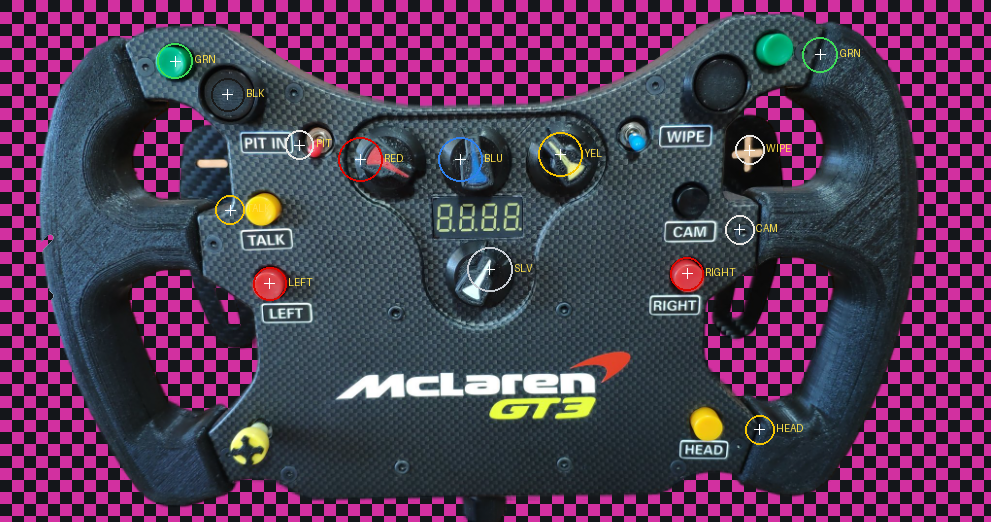 GRN
GRN
BLK
PIT IN
PIT
WIPE
WIPE
RED
BLU
YEL
8.8.8.8
TALK
CAM
CAM
SLV
LEFT
RIGHT
LEFT
RIGHT
McLaren
GT3
HEAD
HEAD